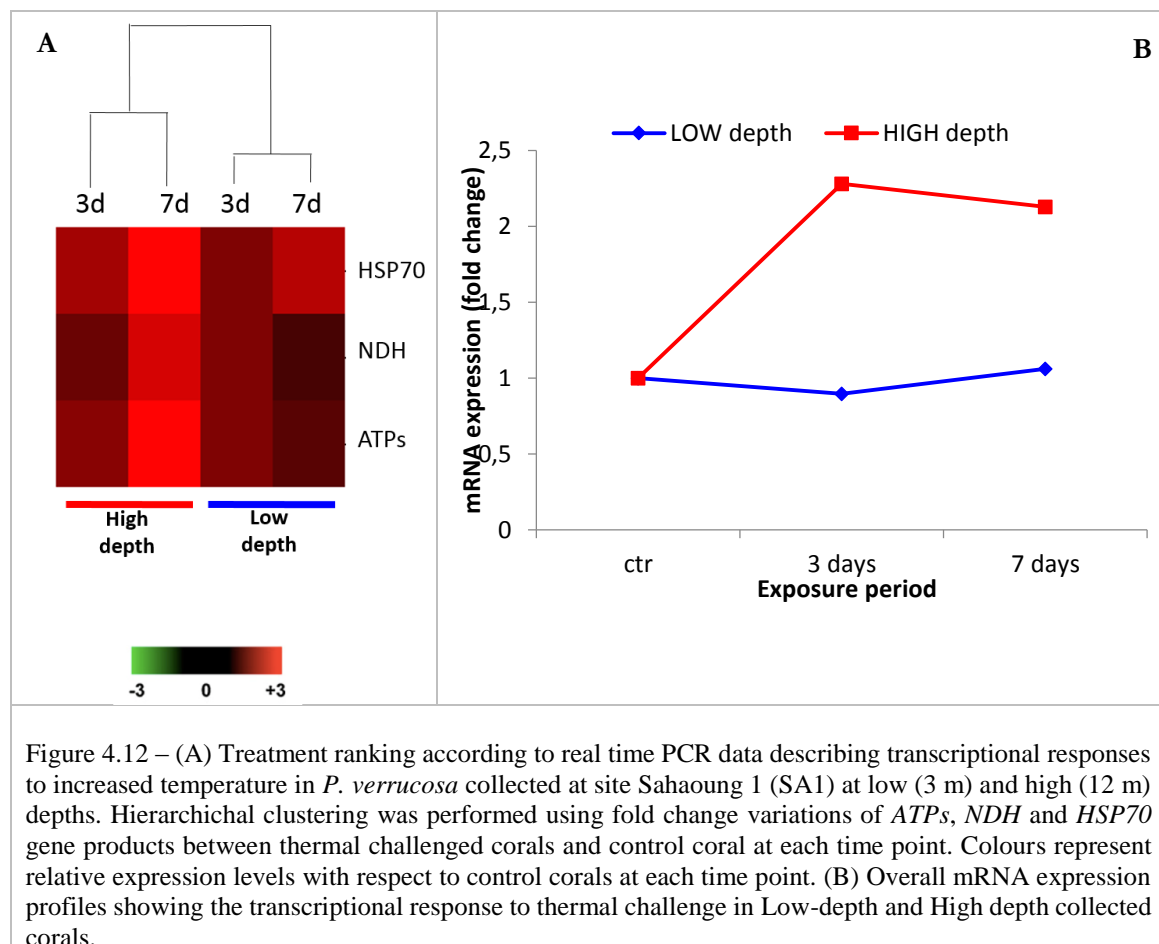 A
3d 7d 3d 7d
HSP70
NDH
ATPs
High
depth
Low
depth
-3 0 +3
B
LOW depth HIGH depth
mRNA expression (fold change)
2,5
2
1,5
1
0,5
0
ctr 3 days 7 days
Exposure period
Figure 4.12 – (A) Treatment ranking according to real time PCR data describing transcriptional responses
to increased temperature in P. verrucosa collected at site Sahaoung 1 (SA1) at low (3 m) and high (12 m)
depths. Hierarchichal clustering was performed using fold change variations of ATPs, NDH and HSP70
gene products between thermal challenged corals and control coral at each time point. Colours represent
relative expression levels with respect to control corals at each time point. (B) Overall mRNA expression
profiles showing the transcriptional response to thermal challenge in Low-depth and High depth collected
corals.